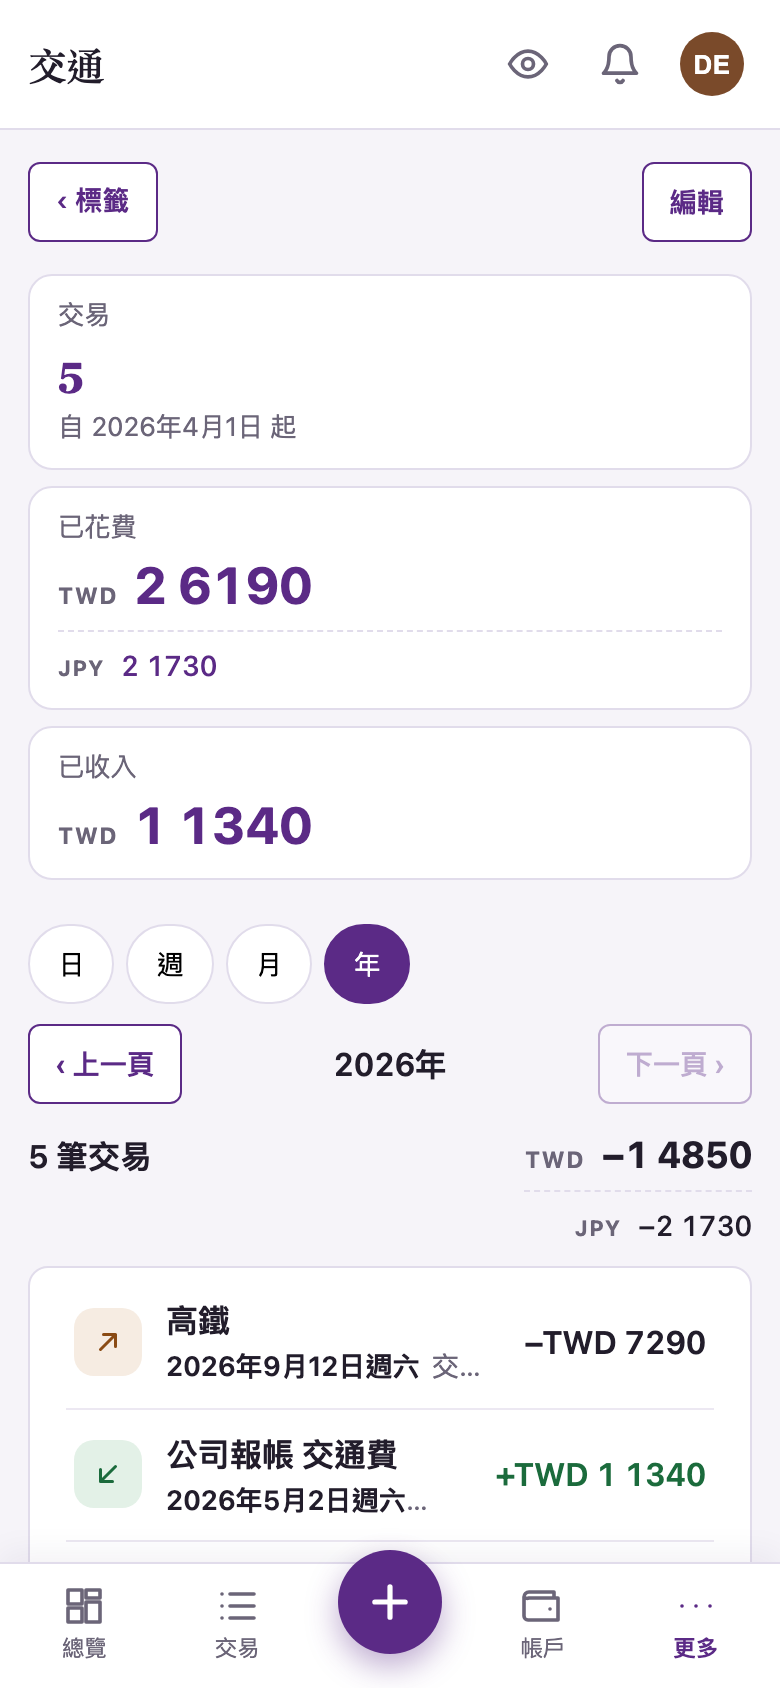 交通
DE
‹ 標籤
編輯
交易
5
自 2026年4月1日 起
已花費
TWD 2 6190
JPY 2 1730
已收入
TWD 1 1340
日 週 月 年
‹ 上一頁
2026年
下一頁 ›
5 筆交易
TWD –1 4850
JPY –2 1730
高鐵
2026年9月12日週六 交...
–TWD 7290
公司報帳 交通費
2026年5月2日週六...
+TWD 1 1340
總覽
交易
帳戶
更多